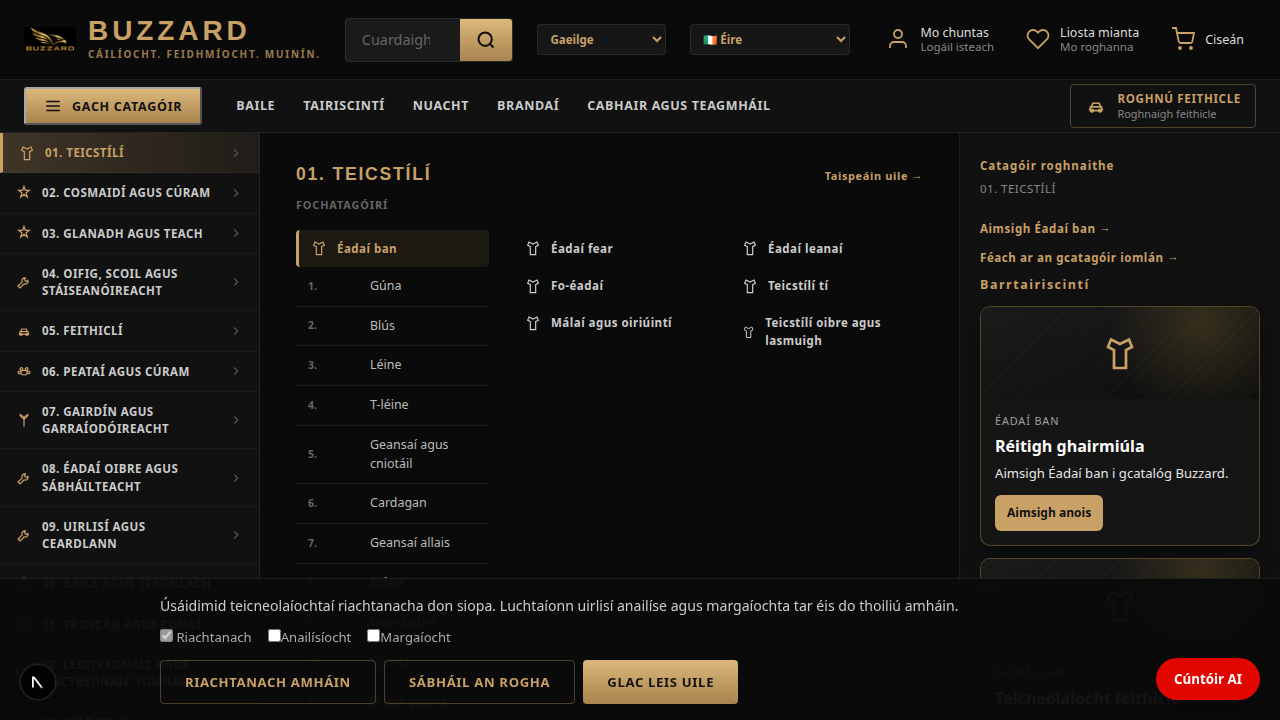 BUZZARD
BUZZARD
CÁILÍOCHT. FEIDHMÍOCHT. MUINÍN.
Cuardaigh
Gaeilge
Éire
Mo chuntas
Logáil isteach
Liosta mianta
Mo roghanna
Ciseán
GACH CATAGÓIR
BAILE
TAIRISCINTÍ
NUACHT
BRANDAÍ
CABHAIR AGUS TEAGMHÁIL
ROGHNÚ FEITHICLE
Roghnaigh feithicle
01. TEICSTÍLÍ
02. COSMAIDÍ AGUS CÚRAM
03. GLANADH AGUS TEACH
04. OIFIG, SCOIL AGUS
STÁISEANÓIREACHT
05. FEITHICLÍ
06. PEATAÍ AGUS CÚRAM
07. GAIRDÍN AGUS
GARRAÍODÓIREACHT
08. ÉADAÍ OIBRE AGUS
SÁBHÁILTEACHT
09. UIRLISÍ AGUS
CEARDLANN
10. BAILE AGUS TEAGHLACH
01. TEICSTÍLÍ
Taispeáin uile →
FOCHATAGÓIRÍ
Éadaí ban
1. Gúna
2. Blús
3. Léine
4. T-léine
5. Geansaí agus
cniotáil
6. Cardagan
7. Geansaí allais
Éadaí fear
Éadaí leanaí
Fo-éadaí
Teicstílí tí
Málaí agus oiriúintí
Teicstílí oibre agus
lasmuigh
Catagóir roghnaithe
01. TEICSTÍLÍ
Aimsigh Éadaí ban →
Féach ar an gcatagóir iomlán →
Barrtairiscintí
ÉADAÍ BAN
Réitigh ghairmiúla
Aimsigh Éadaí ban i gcatalóg Buzzard.
Aimsigh anois
Teicneolaíocht feithicle
Úsáidimid teicneolaíochtaí riachtanacha don siopa. Luchtaíonn uirlisí anailíse agus margaíochta tar éis do thoiliú amháin.
Riachtanach
Anailísíocht
Margaíocht
RIACHTANACH AMHÁIN
SÁBHÁIL AN ROGHA
GLAC LEIS UILE
Cúntóir AI